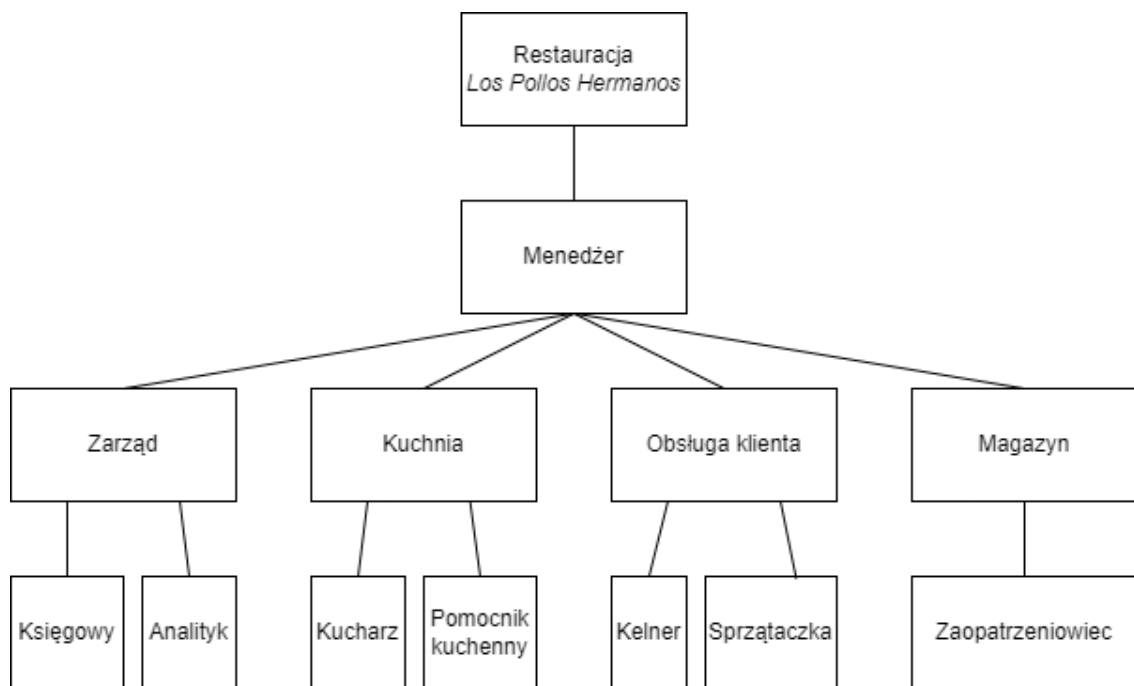 Restauracja
Los Pollos Hermanos
Menedżer
Zarząd
Kuchnia
Obsługa klienta
Magazyn
Księgowy
Analityk
Kucharz
Pomocnik
kuchenny
Kelner
Sprzątaczka
Zaopatrzeniowiec